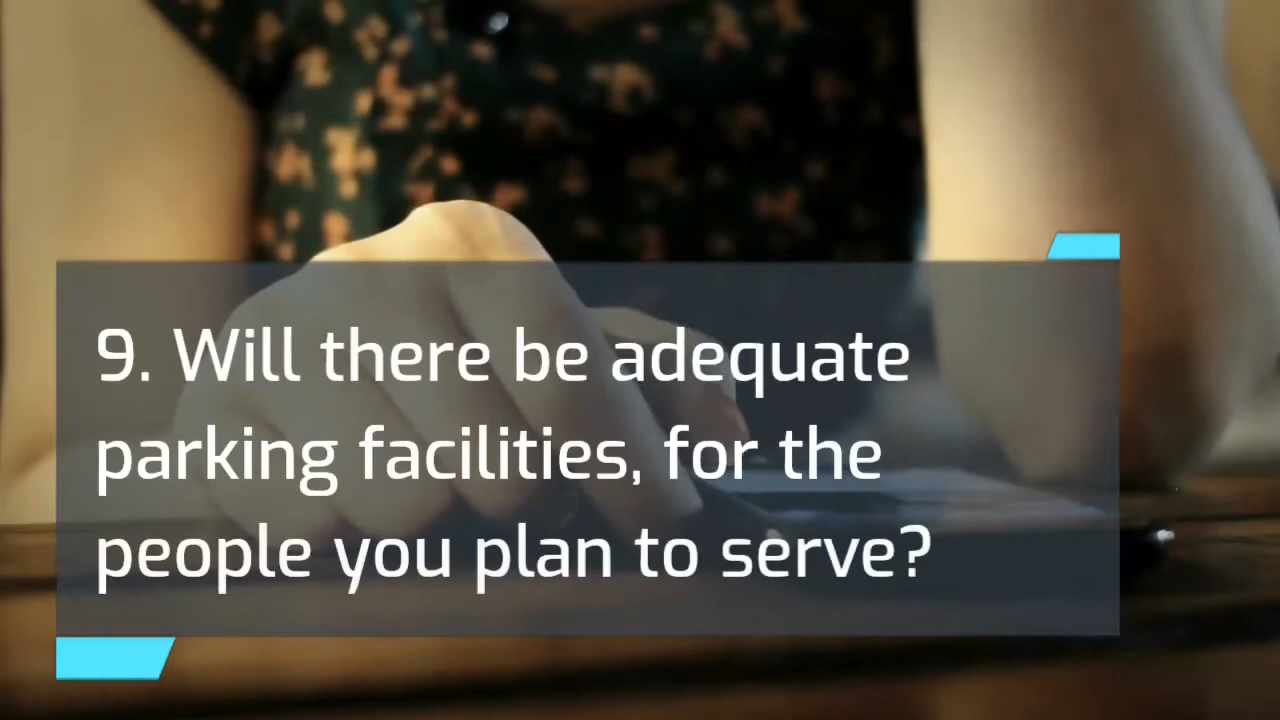 9. Will there be adequate
parking facilities, for the
people you plan to serve?